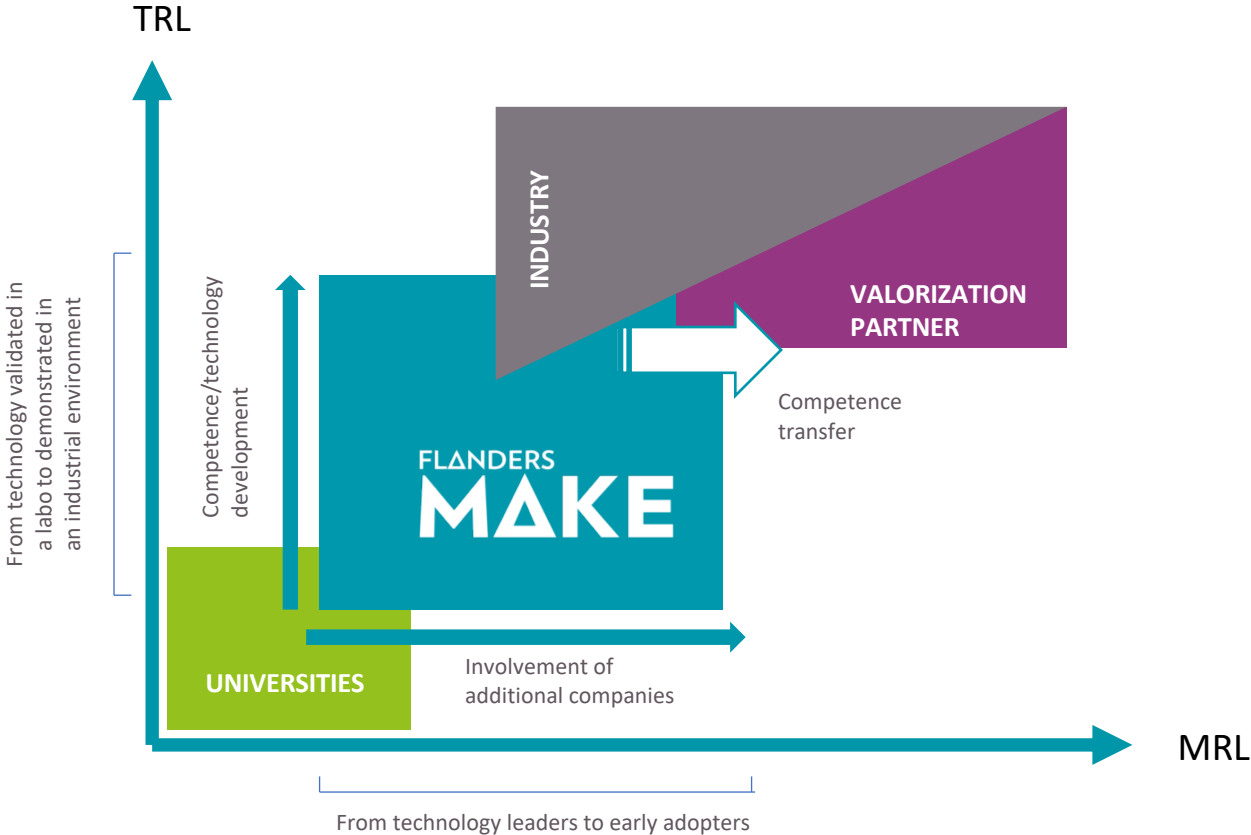 TRL
INDUSTRY
VALORIZATION
PARTNER
From technology validated in
a labo to demonstrated in
an industrial environment
Competence/technology
development
Competence
transfer
FLANDERS
MAKE
UNIVERSITIES
Involvement of
additional companies
MRL
From technology leaders to early adopters